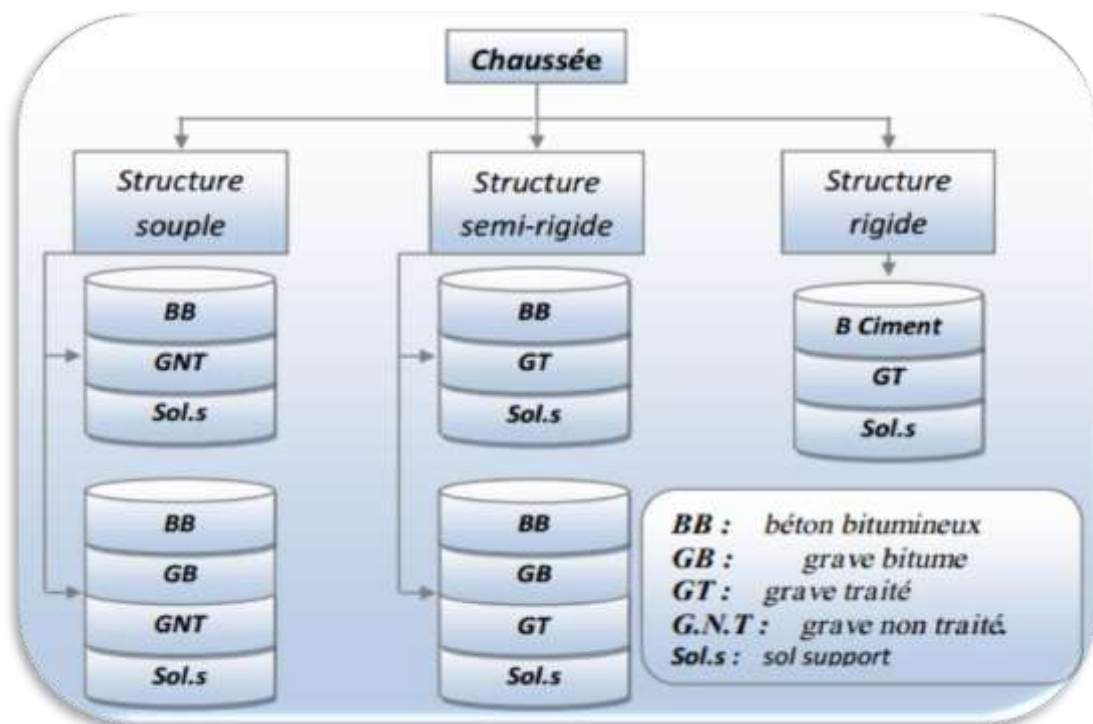 Chaussée
Structure
souple
Structure
semi-rigide
Structure
rigide
BB
GNT
Sol.s
BB
GT
Sol.s
B Ciment
GT
Sol.s
BB
GB
GNT
Sol.s
BB
GB
GT
Sol.s
BB : béton bitumineux
GB : grave bitume
GT : grave traité
G.N.T : grave non traité.
Sol.s : sol support